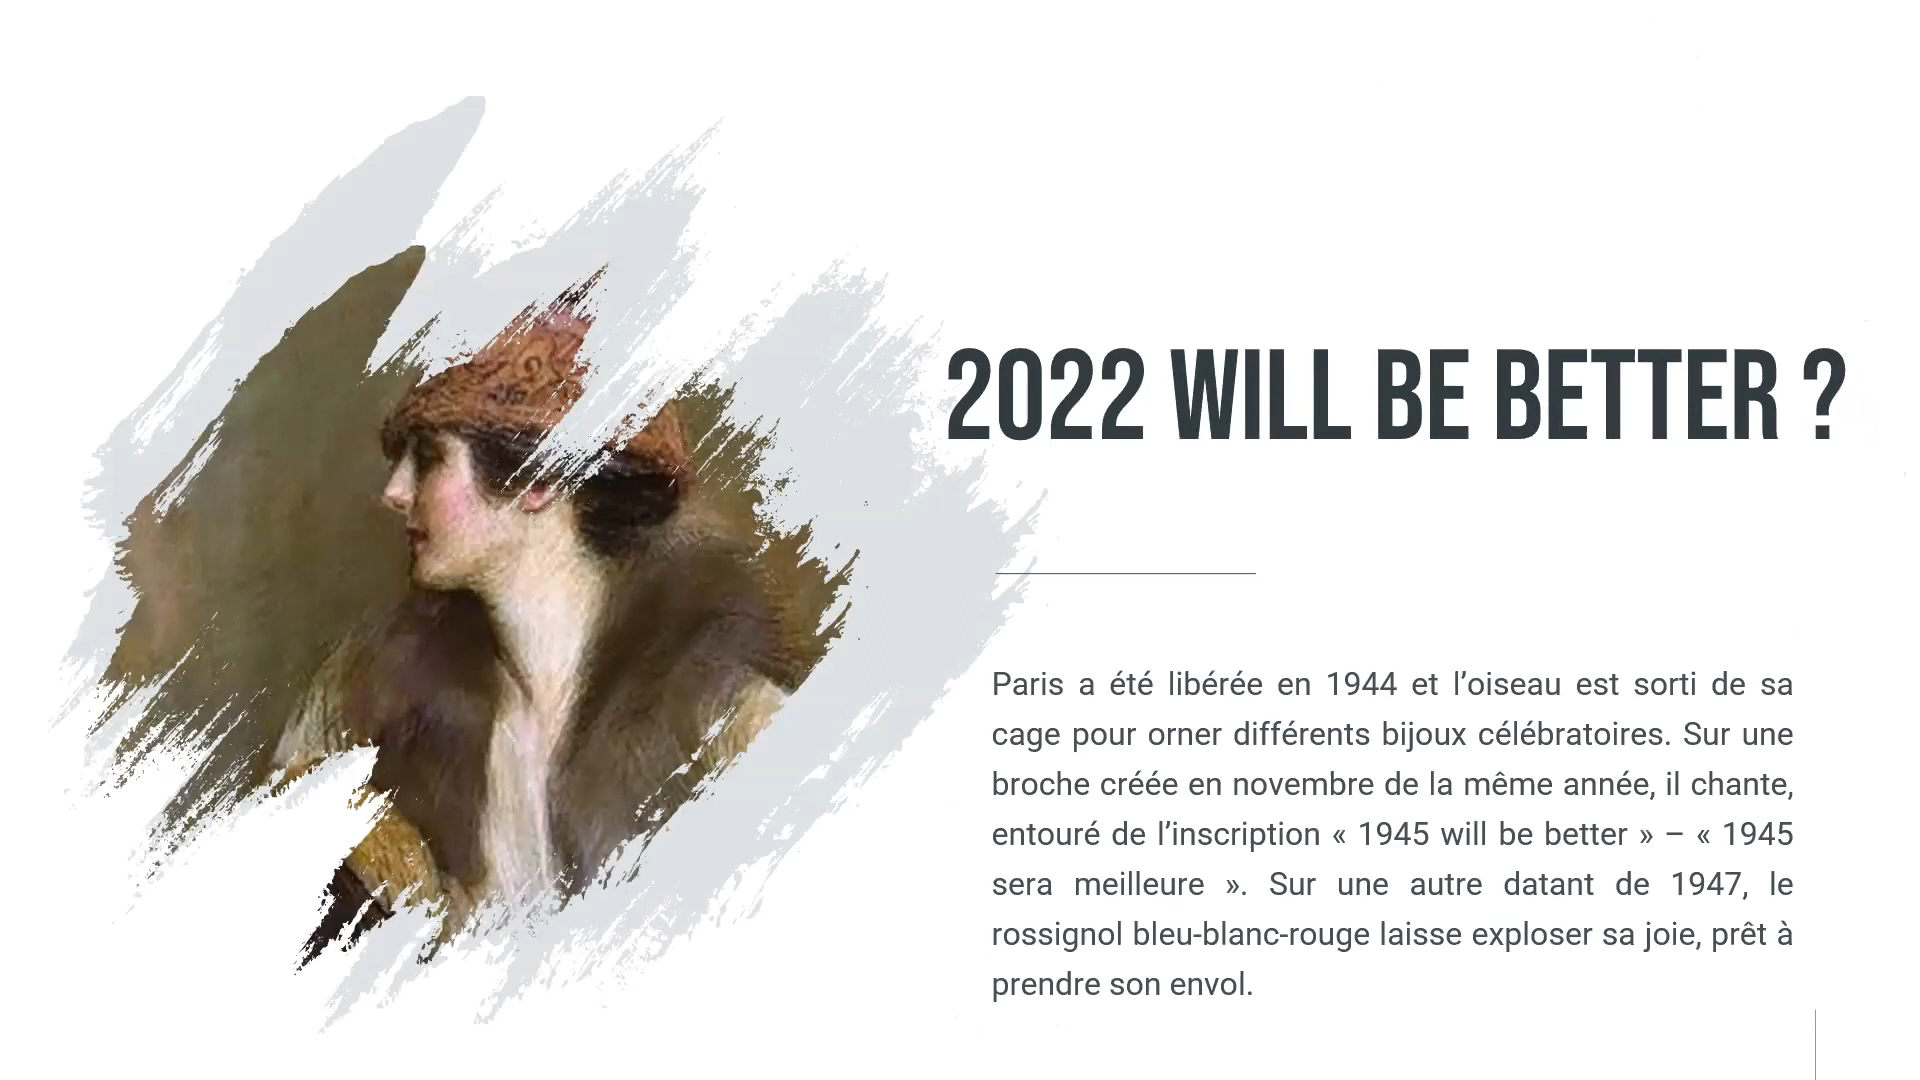 2022 WILL BE BETTER ?
Paris a été libérée en 1944 et l’oiseau est sorti de sa
cage pour orner différents bijoux célébratoires. Sur une
broche créée en novembre de la même année, il chante,
entouré de l’inscription « 1945 will be better » – « 1945
sera meilleure ». Sur une autre datant de 1947, le
rossignol bleu-blanc-rouge laisse exploser sa joie, prêt à
prendre son envol.